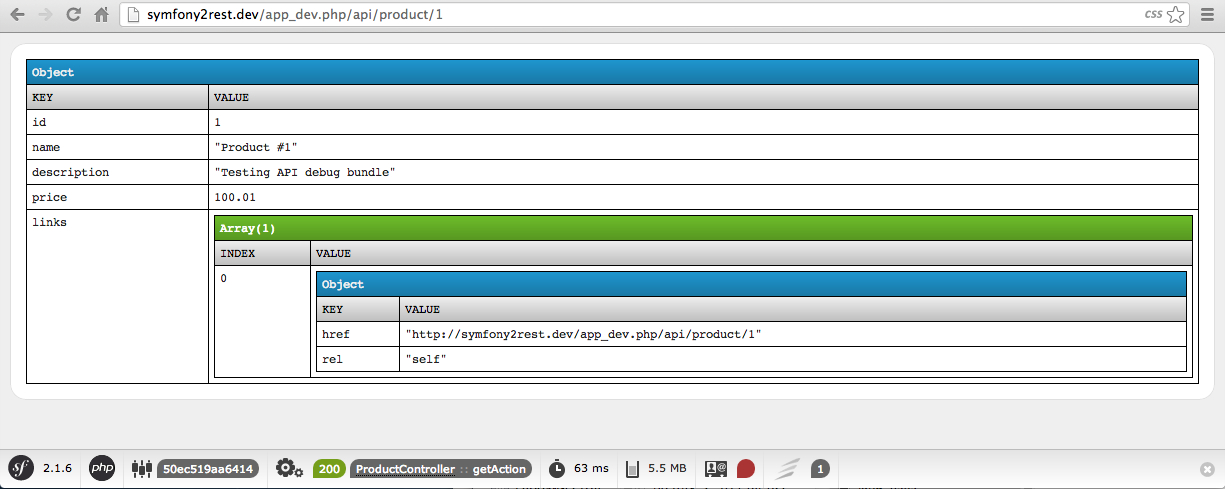 symfony2rest.dev/app_dev.php/api/product/1 CSS
Object
KEY VALUE
id 1
name "Product #1"
description "Testing API debug bundle"
price 100.01
links
Array(1)
INDEX VALUE
0
Object
KEY VALUE
href "http://symfony2rest.dev/app_dev.php/api/product/1"
rel "self"
sf 2.1.6 php 50ec519aa6414 200 ProductController :: getAction 63 ms 5.5 MB 1